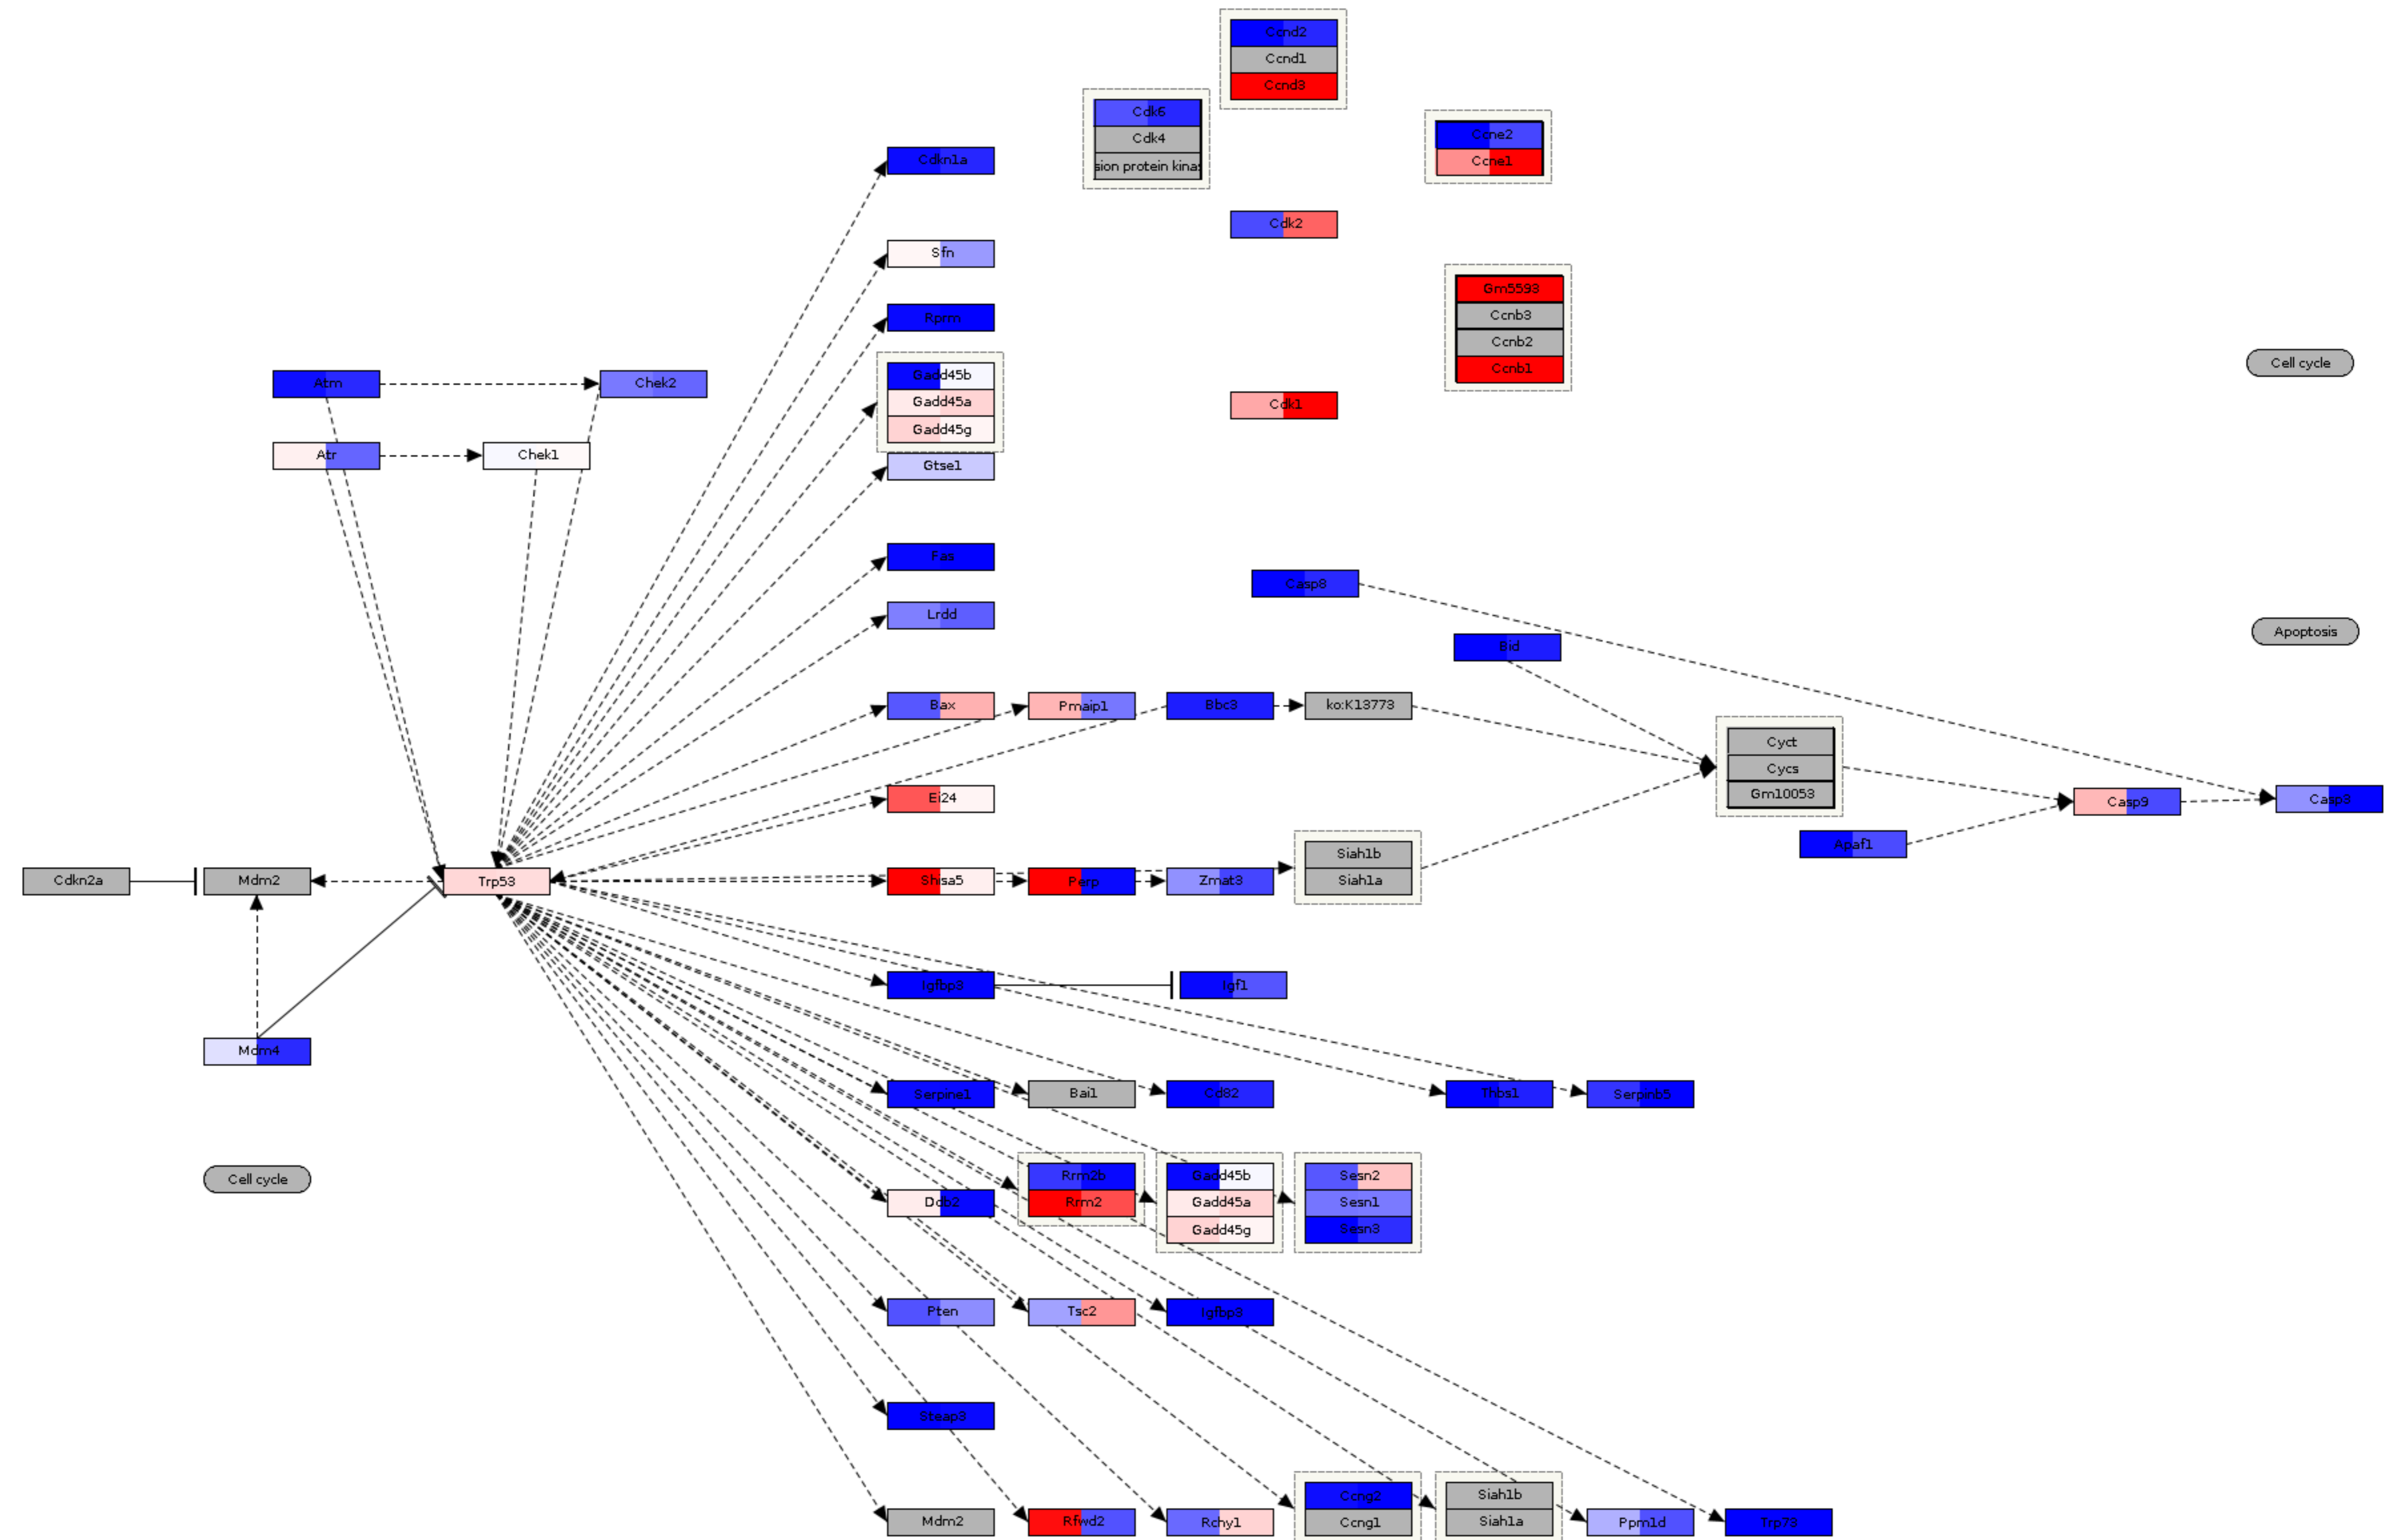 Ccnd2
Ccnd1
Ccnd3
Cdk6
Cdk4
sion protein kinas
Ccne2
Ccne1
Cdkn1a
Cdk2
Sfn
Gm5593
Ccnb3
Ccnb2
Ccnb1
Rprm
Cell cycle
Atm
Chek2
Gadd45b
Gadd45a
Gadd45g
Cdk1
Atr
Chek1
Gtse1
Fas
Casp8
Lrdd
Apoptosis
Bid
Bax
Pmaip1
Bbc3
ko:K13773
Cyct
Cycs
Gm10053
Ei24
Casp9
Casp3
Apaf1
Siah1b
Siah1a
Cdkn2a
Mdm2
Trp53
Shisa5
Perp
Zmat3
Igfbp3
Igf1
Mdm4
Serpine1
Bai1
Cd82
Thbs1
Serpinb5
Cell cycle
Ddb2
Rrm2b
Rrm2
Gadd45b
Gadd45a
Gadd45g
Sesn2
Sesn1
Sesn3
Pten
Tsc2
Igfbp3
Steap3
Mdm2
Rfwd2
Rchy1
Ccng2
Ccng1
Siah1b
Siah1a
Ppm1d
Trp73